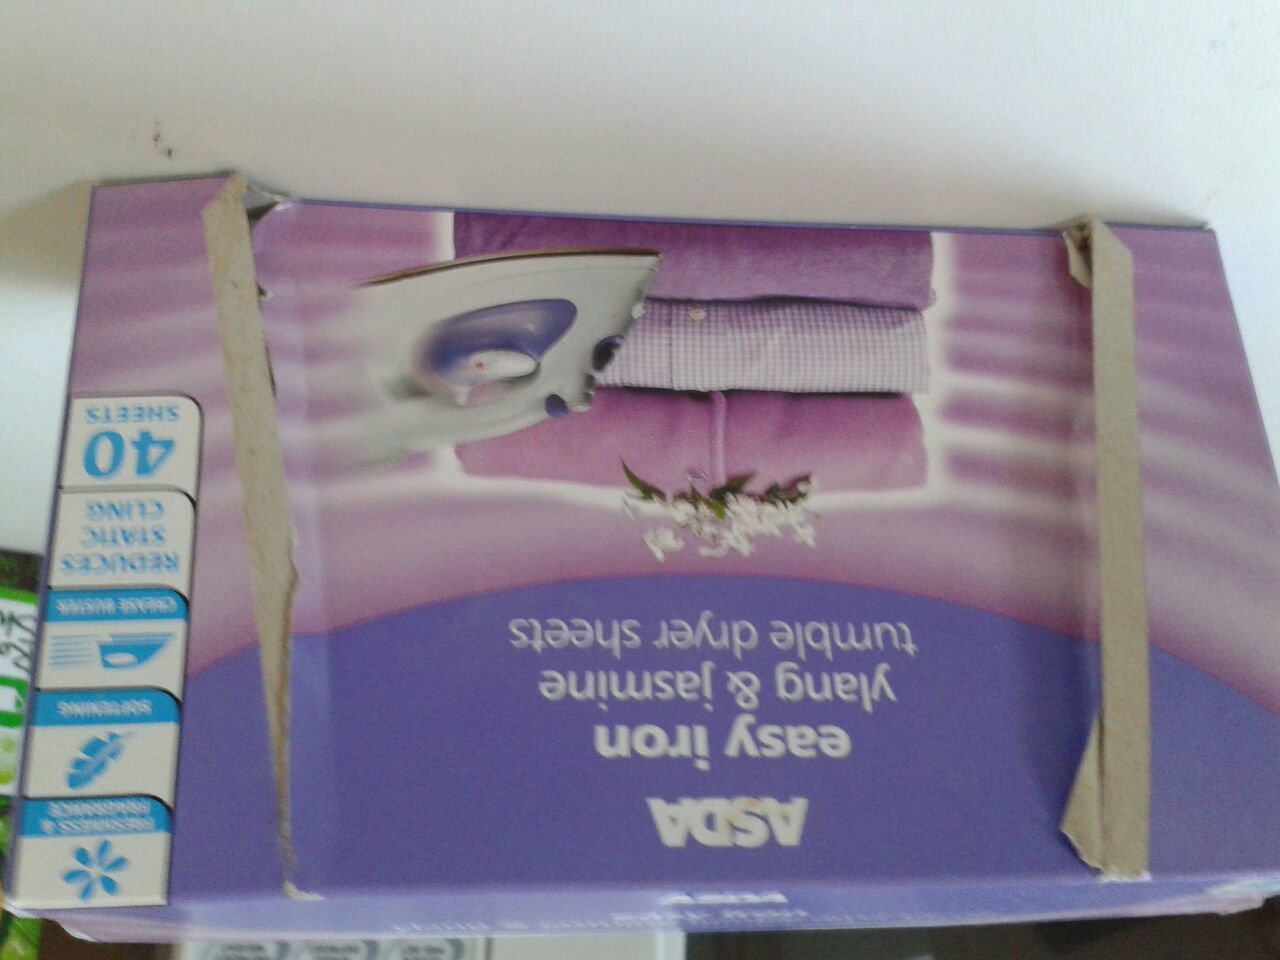 ASDA
easy iron
ylang & jasmine
tumble dryer sheets
FRESHNESS &
FRAGRANCE
SOFTENING
CREASE BUSTER
REDUCES
STATIC
CLING
40
SHEETS